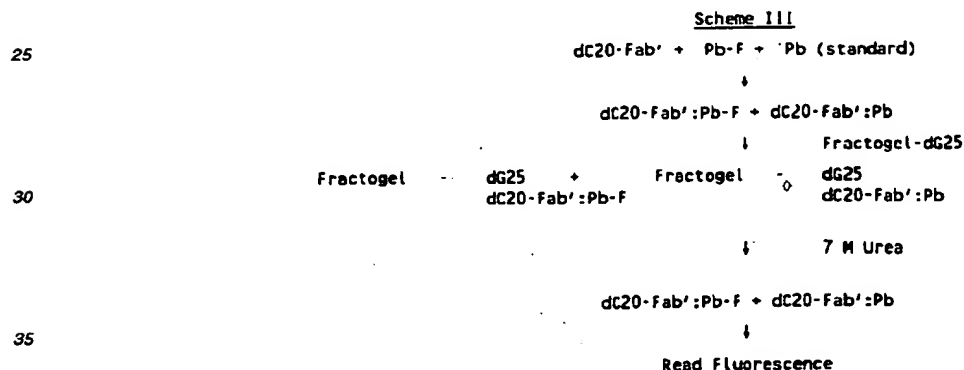 Scheme III
25 dC20-Fab' + Pb-F + Pb (standard)
↓
dC20-Fab':Pb-F + dC20-Fab':Pb
↓ Fractogel-dG25
Fractogel - dG25 + Fractogel - dG25
30 dC20-Fab':Pb-F ◊ dC20-Fab':Pb
↓ 7 M Urea
dC20-Fab':Pb-F + dC20-Fab':Pb
35 ↓
Read Fluorescence